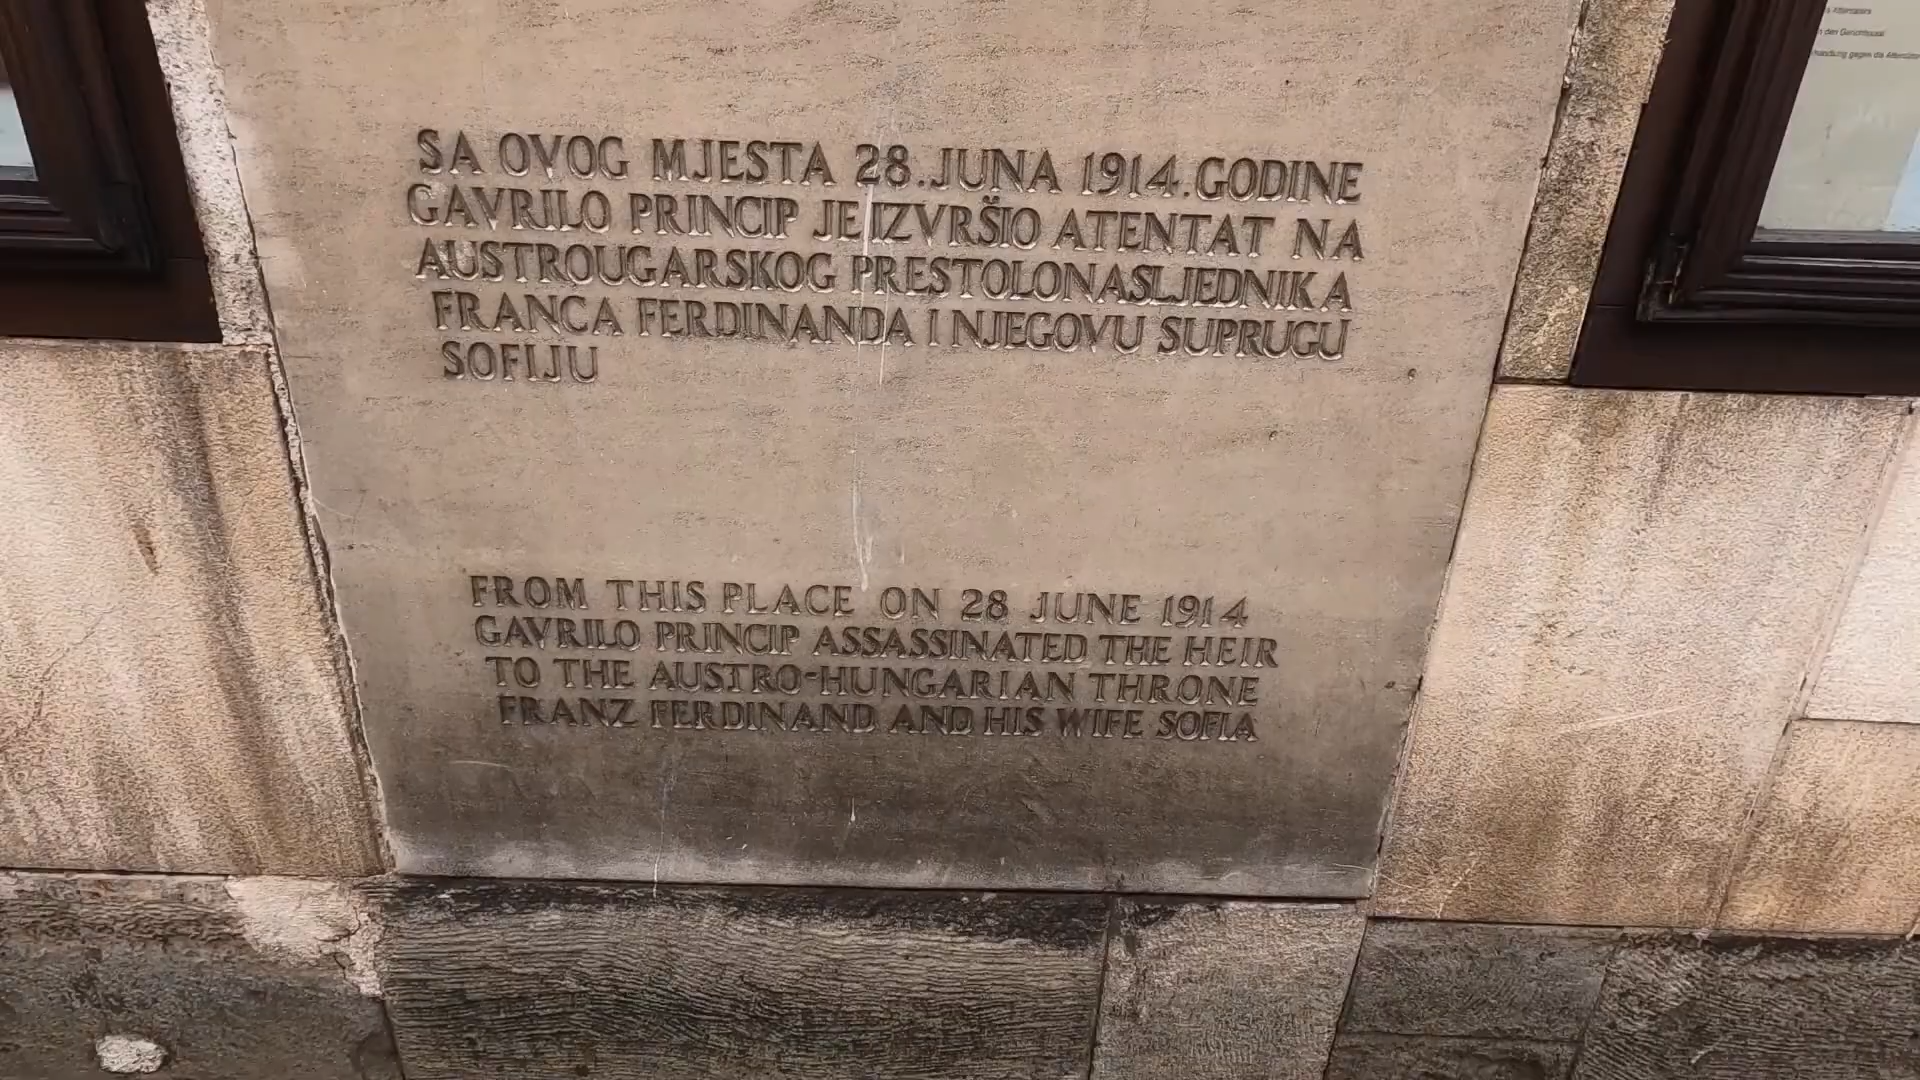 SA OVOG MJESTA 28. JUNA 1914. GODINE
GAVRILO PRINCIP JE IZVRŠIO ATENTAT NA
AUSTROUGARSKOG PRESTOLONASLJEDNIKA
FRANCA FERDINANDA I NJEGOVU SUPRUGU
SOFIJU
FROM THIS PLACE ON 28 JUNE 1914
GAVRILO PRINCIP ASSASSINATED THE HEIR
TO THE AUSTRO-HUNGARIAN THRONE
FRANZ FERDINAND AND HIS WIFE SOFIA